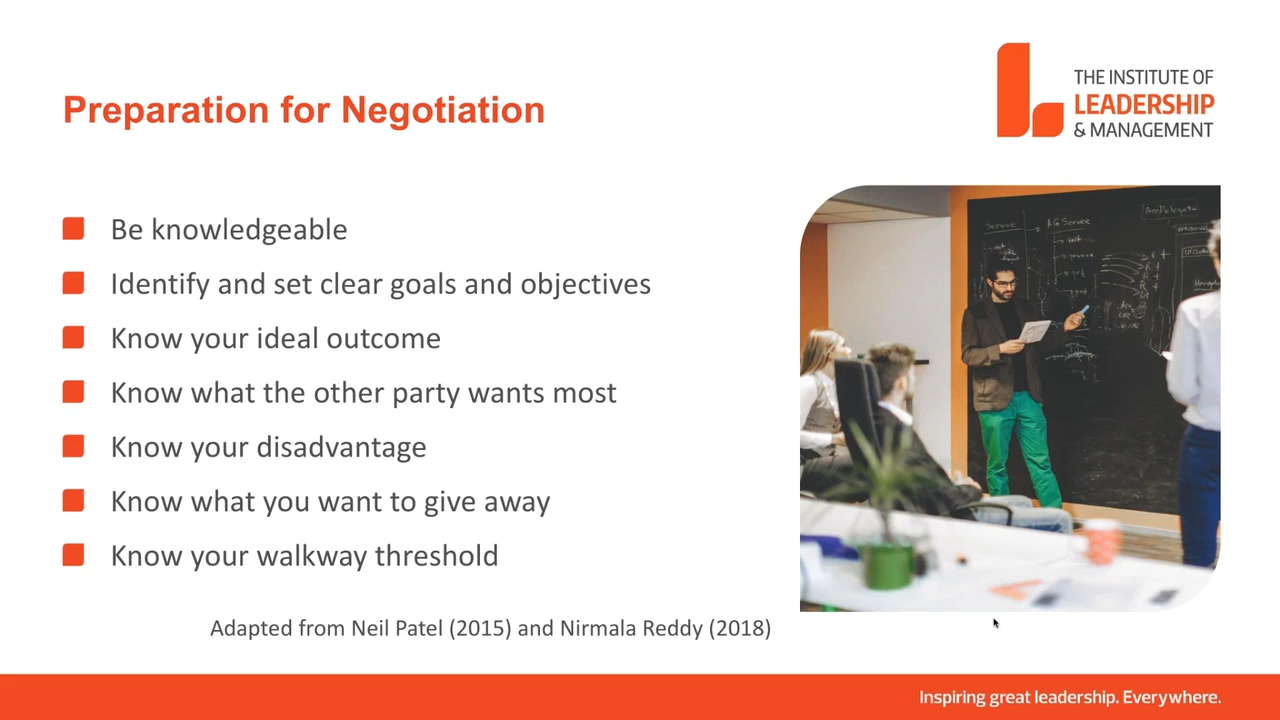 Preparation for Negotiation
THE INSTITUTE OF
LEADERSHIP
& MANAGEMENT
Be knowledgeable
Identify and set clear goals and objectives
Know your ideal outcome
Know what the other party wants most
Know your disadvantage
Know what you want to give away
Know your walkway threshold
Adapted from Neil Patel (2015) and Nirmala Reddy (2018)
Service
AppDelegate
Inspiring great leadership. Everywhere.